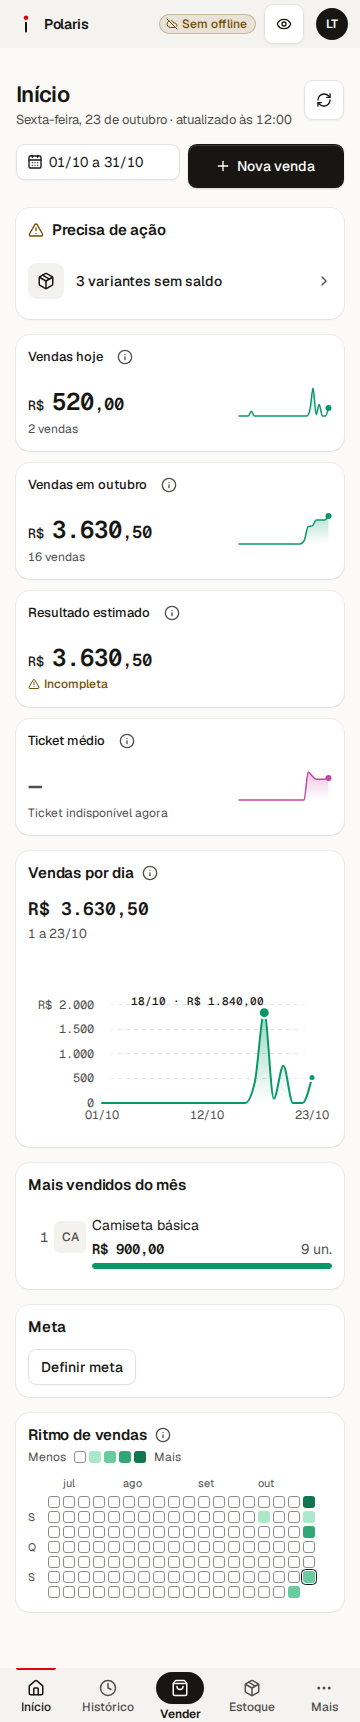 Polaris
Sem offline
LT
Início
Sexta-feira, 23 de outubro · atualizado às 12:00
01/10 a 31/10
Nova venda
Precisa de ação
3 variantes sem saldo
Vendas hoje
R$ 520,00
2 vendas
Vendas em outubro
R$ 3.630,50
16 vendas
Resultado estimado
R$ 3.630,50
Incompleta
Ticket médio
—
Ticket indisponível agora
Vendas por dia
R$ 3.630,50
1 a 23/10
18/10 · R$ 1.840,00
R$ 2.000
1.500
1.000
500
0
01/10 12/10 23/10
Mais vendidos do mês
1 CA Camiseta básica
R$ 900,00 9 un.
Meta
Definir meta
Ritmo de vendas
Menos Mais
jul ago set out
S
Q
S
Início Histórico Vender Estoque Mais